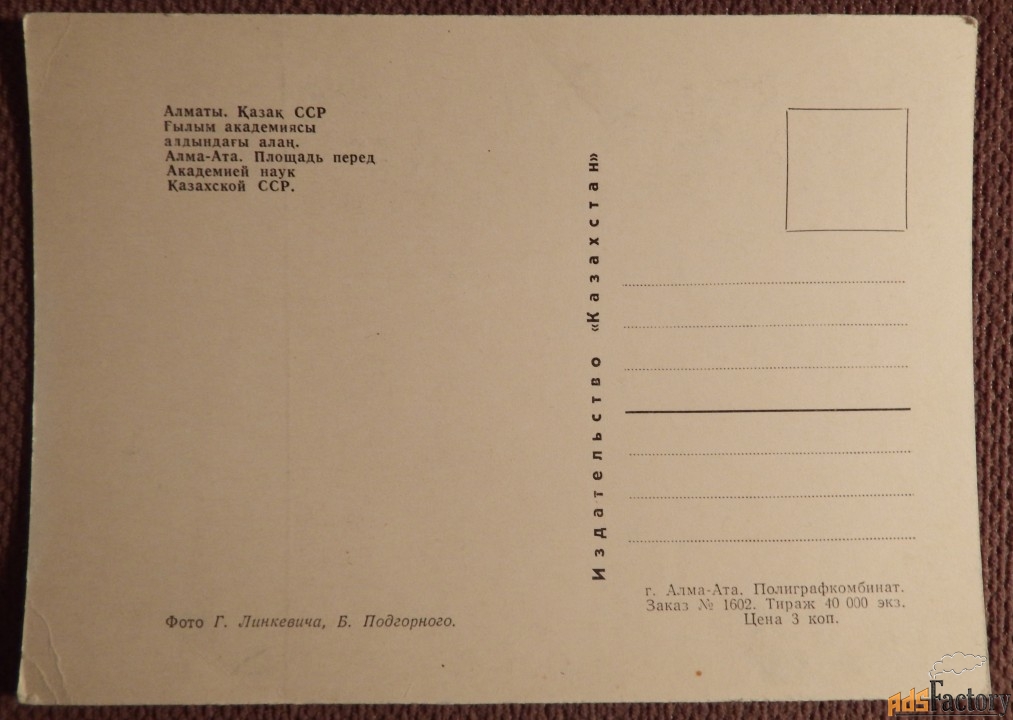 Алматы. Қазақ ССР
Ғылым академиясы
алдындағы алаң.
Алма-Ата. Площадь перед
Академией наук
Қазахской ССР.
Издательство «Казахстан»
г. Алма-Ата. Полиграфкомбинат.
Заказ № 1602. Тираж 40 000 экз.
Цена 3 коп.
Фото Г. Линкевича, Б. Подгорного.
AdsFactory